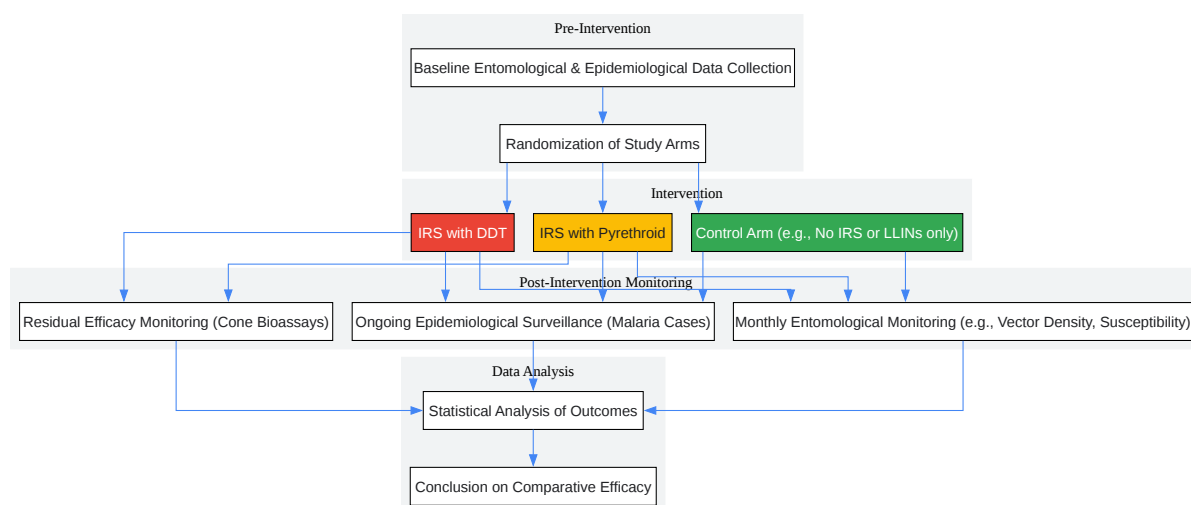 Pre-Intervention
Baseline Entomological & Epidemiological Data Collection
Randomization of Study Arms
Intervention
IRS with DDT
IRS with Pyrethroid
Control Arm (e.g., No IRS or LLINs only)
Post-Intervention Monitoring
Residual Efficacy Monitoring (Cone Bioassays)
Ongoing Epidemiological Surveillance (Malaria Cases)
Monthly Entomological Monitoring (e.g., Vector Density, Susceptibility)
Data Analysis
Statistical Analysis of Outcomes
Conclusion on Comparative Efficacy